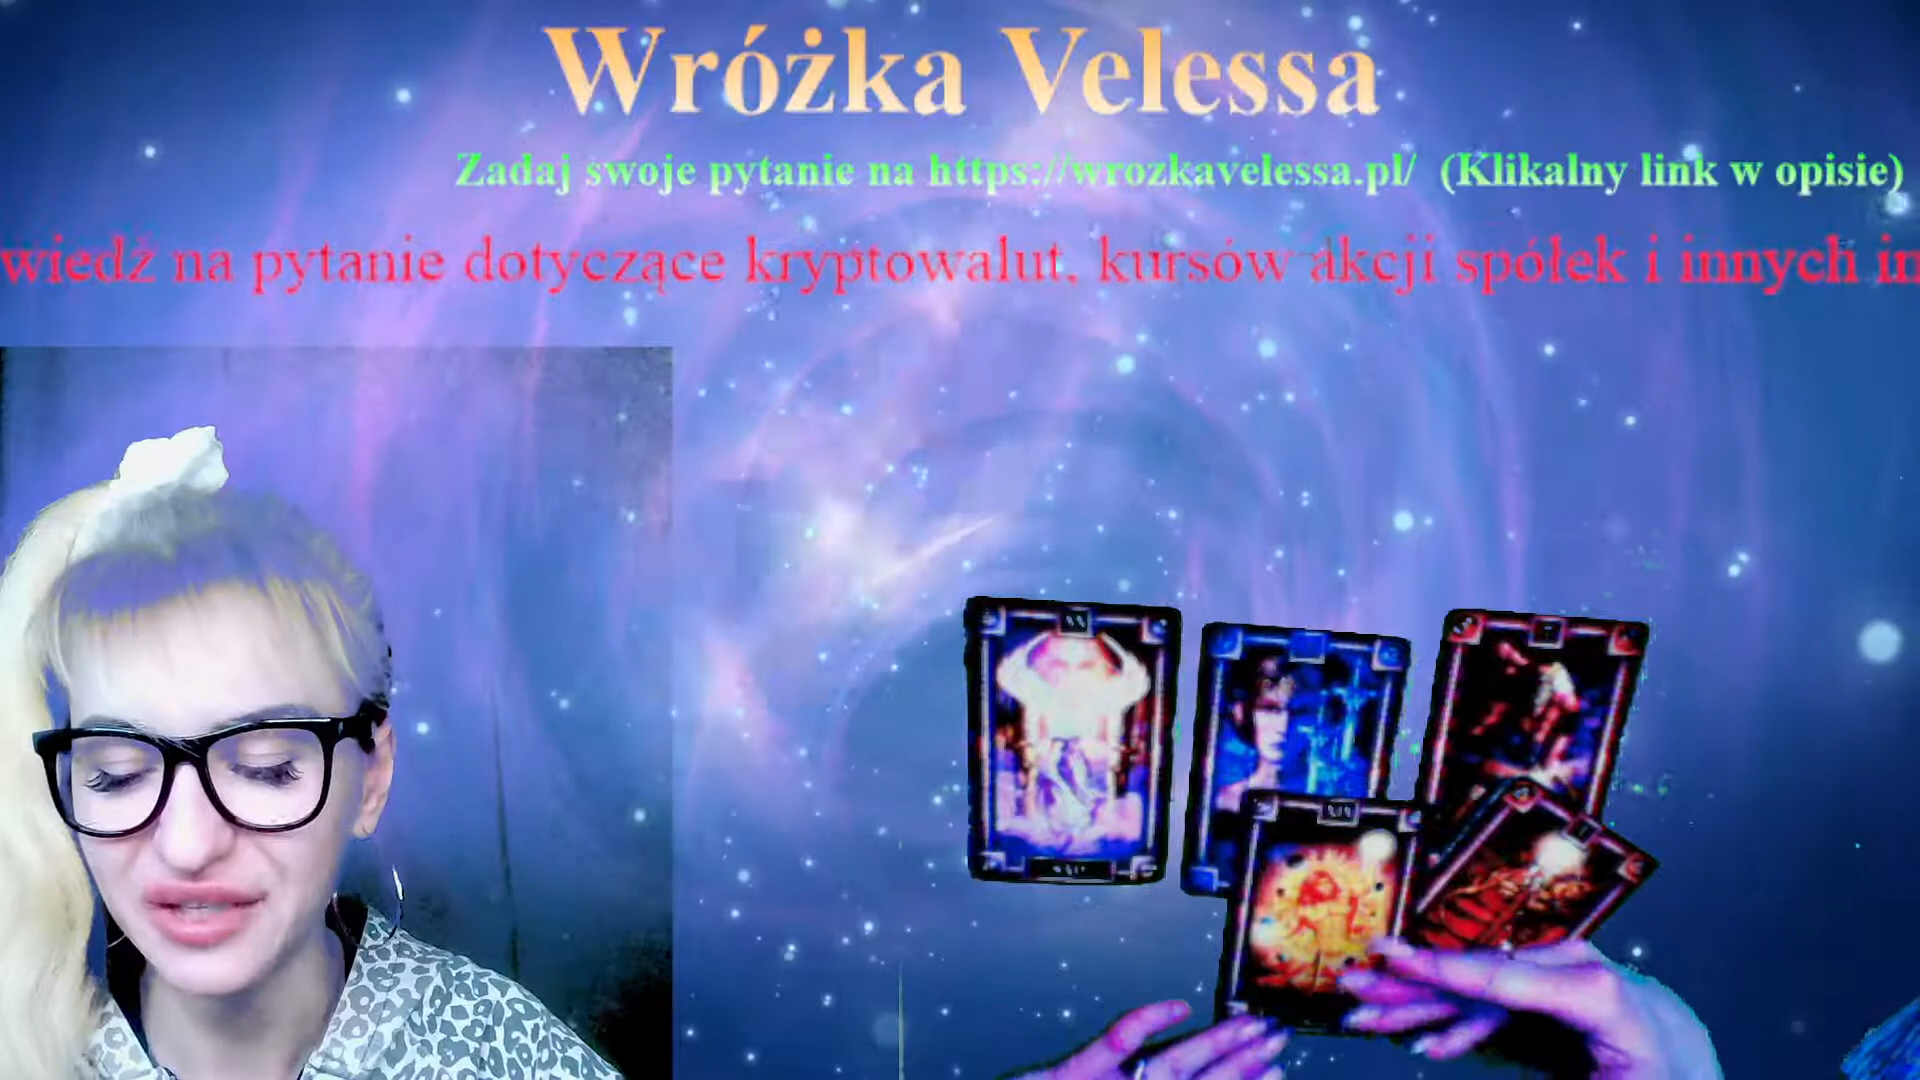 Wróżka Velessa
Zadaj swoje pytanie na https://wrozkavelessa.pl/ (Klikalny link w opisie)
wiedź na pytanie dotyczące kryptowalut, kursów akcji spółek i innych in